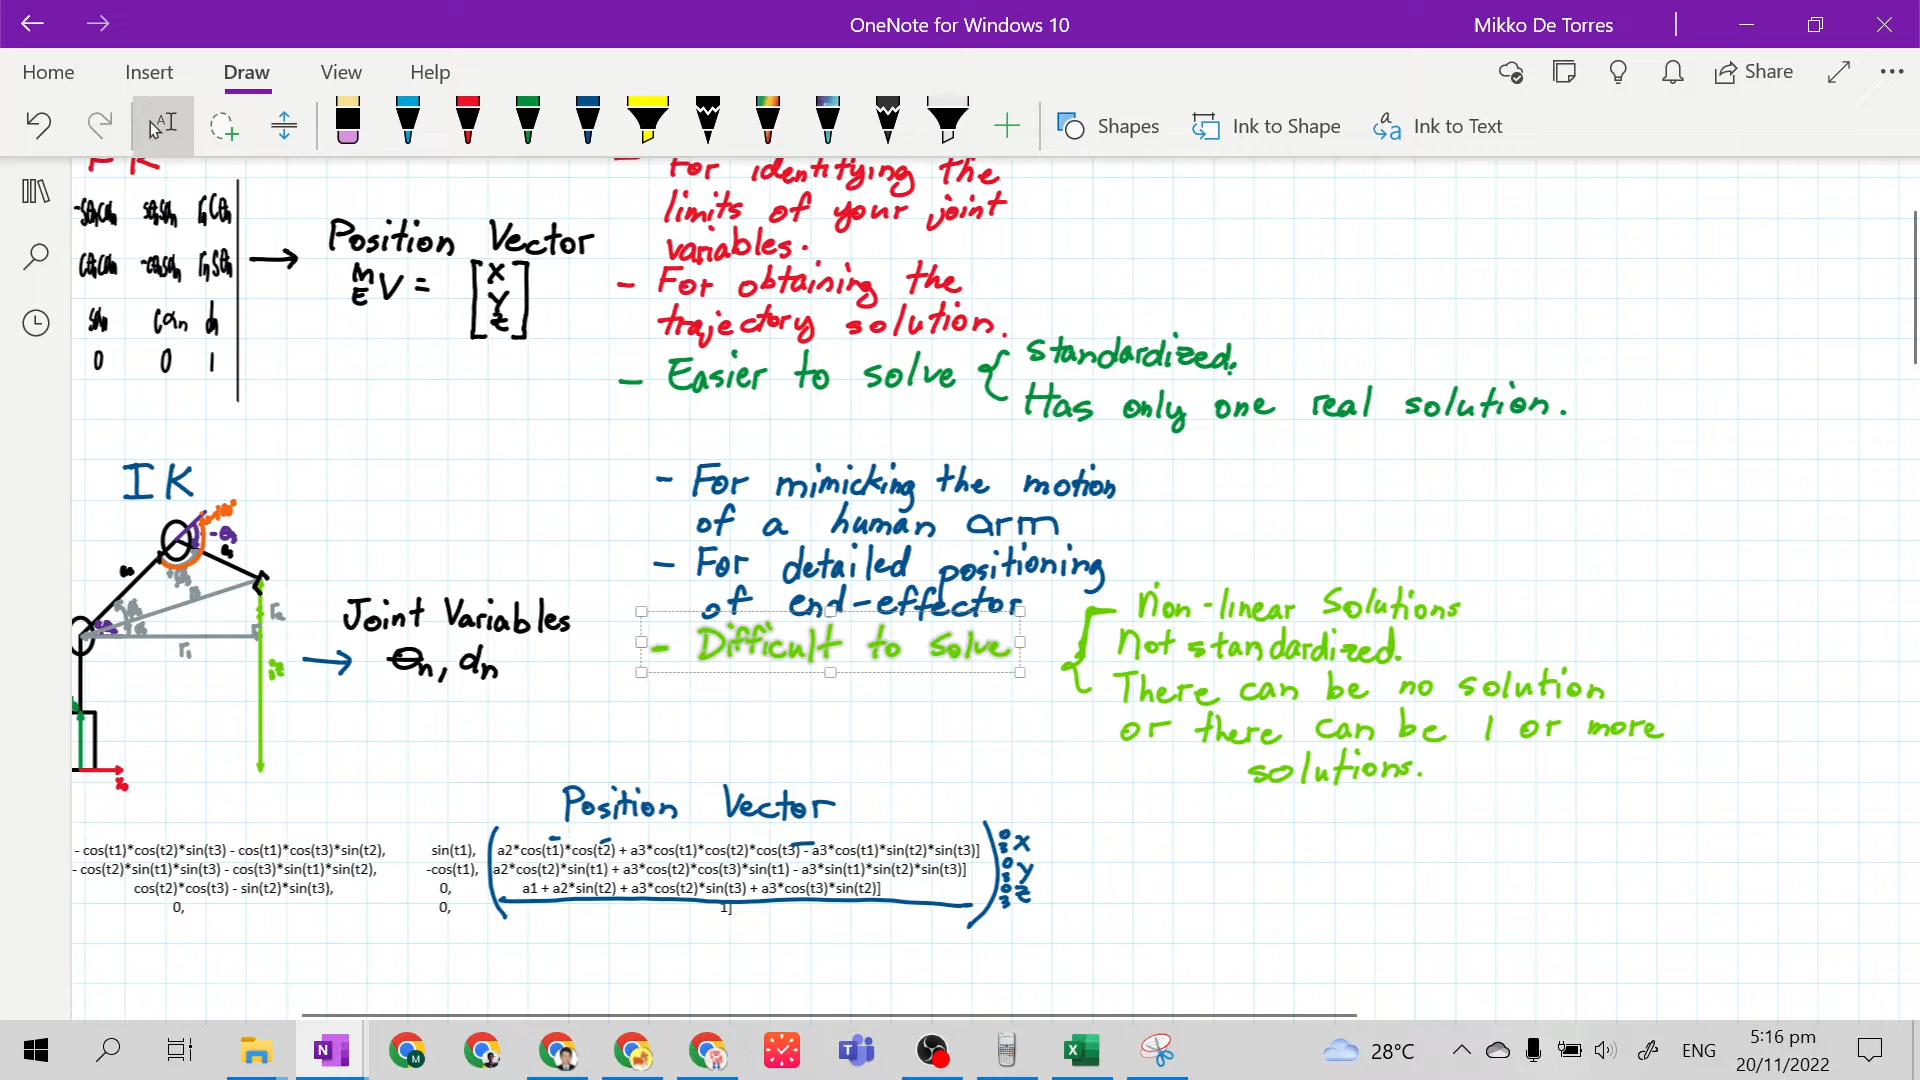 OneNote for Windows 10
Mikko De Torres
Home Insert Draw View Help
Share
Shapes Ink to Shape Ink to Text
FK
- For identifying the
limits of your joint
variables.
- For obtaining the
trajectory solution.
- Easier to solve
standardized.
Has only one real solution.
0 0 1
Position Vector
V =
X
Y
Z
IK
- For mimicking the motion
of a human arm
- For detailed positioning
of end-effector
- Difficult to solve
Non-linear Solutions
Not standardized.
There can be no solution
or there can be 1 or more
solutions.
Joint Variables
θn, dn
r1
Position Vector
- cos(t1)*cos(t2)*sin(t3) - cos(t1)*cos(t3)*sin(t2), sin(t1), a2*cos(t1)*cos(t2) + a3*cos(t1)*cos(t2)*cos(t3) - a3*cos(t1)*sin(t2)*sin(t3)]
- cos(t2)*sin(t1)*sin(t3) - cos(t3)*sin(t1)*sin(t2), -cos(t1), a2*cos(t2)*sin(t1) + a3*cos(t2)*cos(t3)*sin(t1) - a3*sin(t1)*sin(t2)*sin(t3)]
cos(t2)*cos(t3) - sin(t2)*sin(t3), 0, a1 + a2*sin(t2) + a3*cos(t2)*sin(t3) + a3*cos(t3)*sin(t2)]
0, 0, 1]
28°C
ENG
5:16 pm
20/11/2022